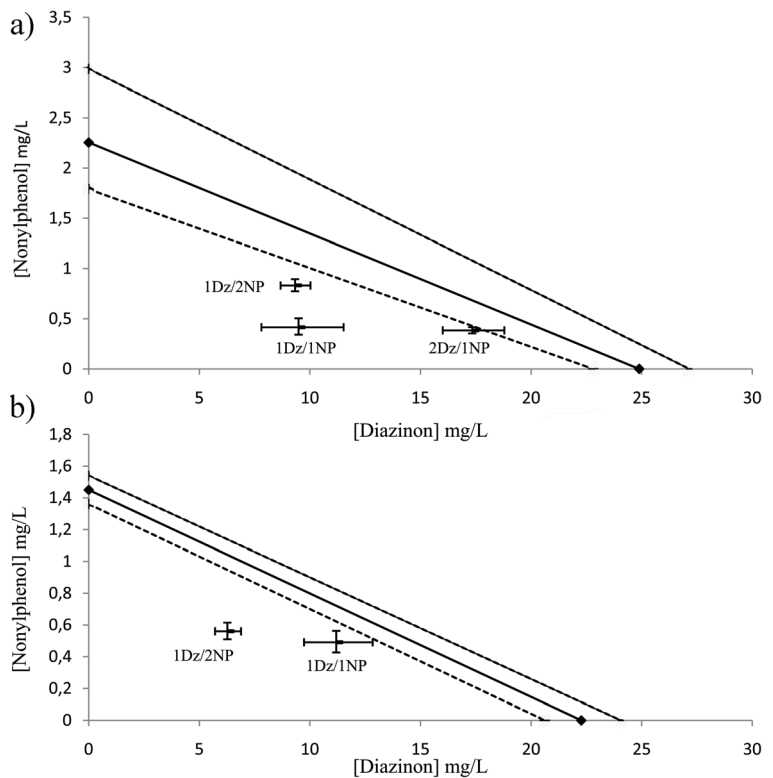 a)
3,5
3
2,5
2
1,5
1
0,5
0
[Nonylphenol] mg/L
1Dz/2NP
1Dz/1NP
2Dz/1NP
0 5 10 15 20 25 30
[Diazinon] mg/L
b)
1,8
1,6
1,4
1,2
1
0,8
0,6
0,4
0,2
0
[Nonylphenol] mg/L
1Dz/2NP
1Dz/1NP
0 5 10 15 20 25 30
[Diazinon] mg/L